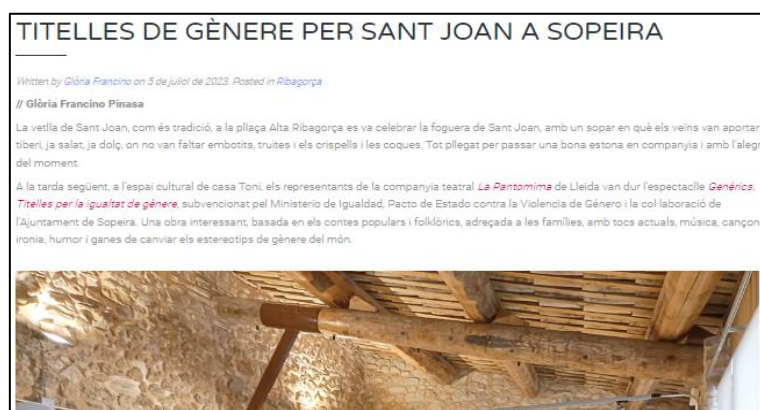 TITELLES DE GÈNERE PER SANT JOAN A SOPEIRA
Written by Glòria Francino on 5 de juliol de 2023. Posted in Ribagorça
// Glòria Francino Pinasa
La vetlla de Sant Joan, com és tradició, a la pllaça Alta Ribagorça es va celebrar la foguera de Sant Joan, amb un sopar en què els veïns van aportar
tiberi, ja salat, ja dolç, on no van faltar embotits, truites i els crispells i les coques. Tot pllegat per passar una bona estona en companyia i amb l'alegr
del moment.
A la tarda següent, a l'espai cultural de casa Toni, els representants de la companyia teatral La Pantomima de Lleida van dur l'espectaclle Genèrics.
Titelles per la igualtat de gènere, subvencionat pel Ministerio de Igualdad, Pacto de Estado contra la Violencia de Género i la col·laboració de
l'Ajuntament de Sopeira. Una obra interessant, basada en els contes populars i folklòrics, adreçada a les famílies, amb tocs actuals, música, cançon
ironia, humor i ganes de canviar els estereotips de gènere del món.